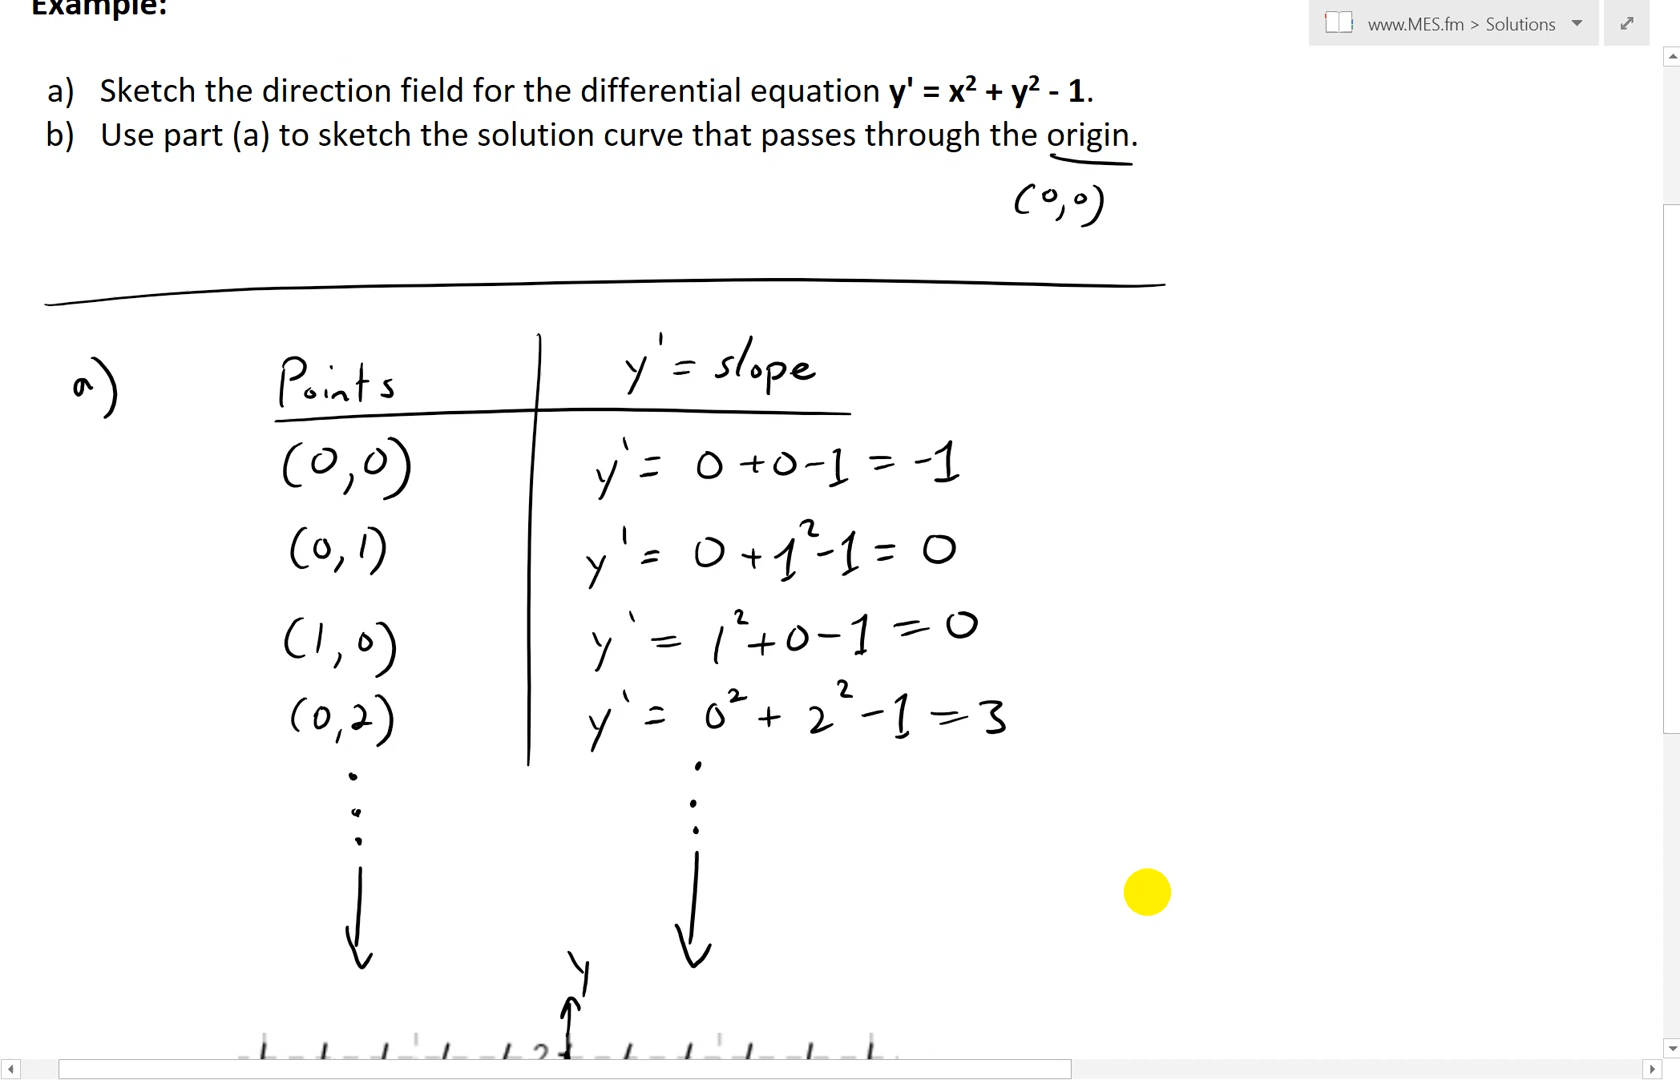 Example:
www.MES.fm > Solutions
a) Sketch the direction field for the differential equation y' = x² + y² - 1.
b) Use part (a) to sketch the solution curve that passes through the origin.
(0,0)
a) Points y' = slope
(0,0) y' = 0 + 0 - 1 = -1
(0,1) y' = 0 + 1² - 1 = 0
(1,0) y' = 1² + 0 - 1 = 0
(0,2) y' = 0² + 2² - 1 = 3
y
2